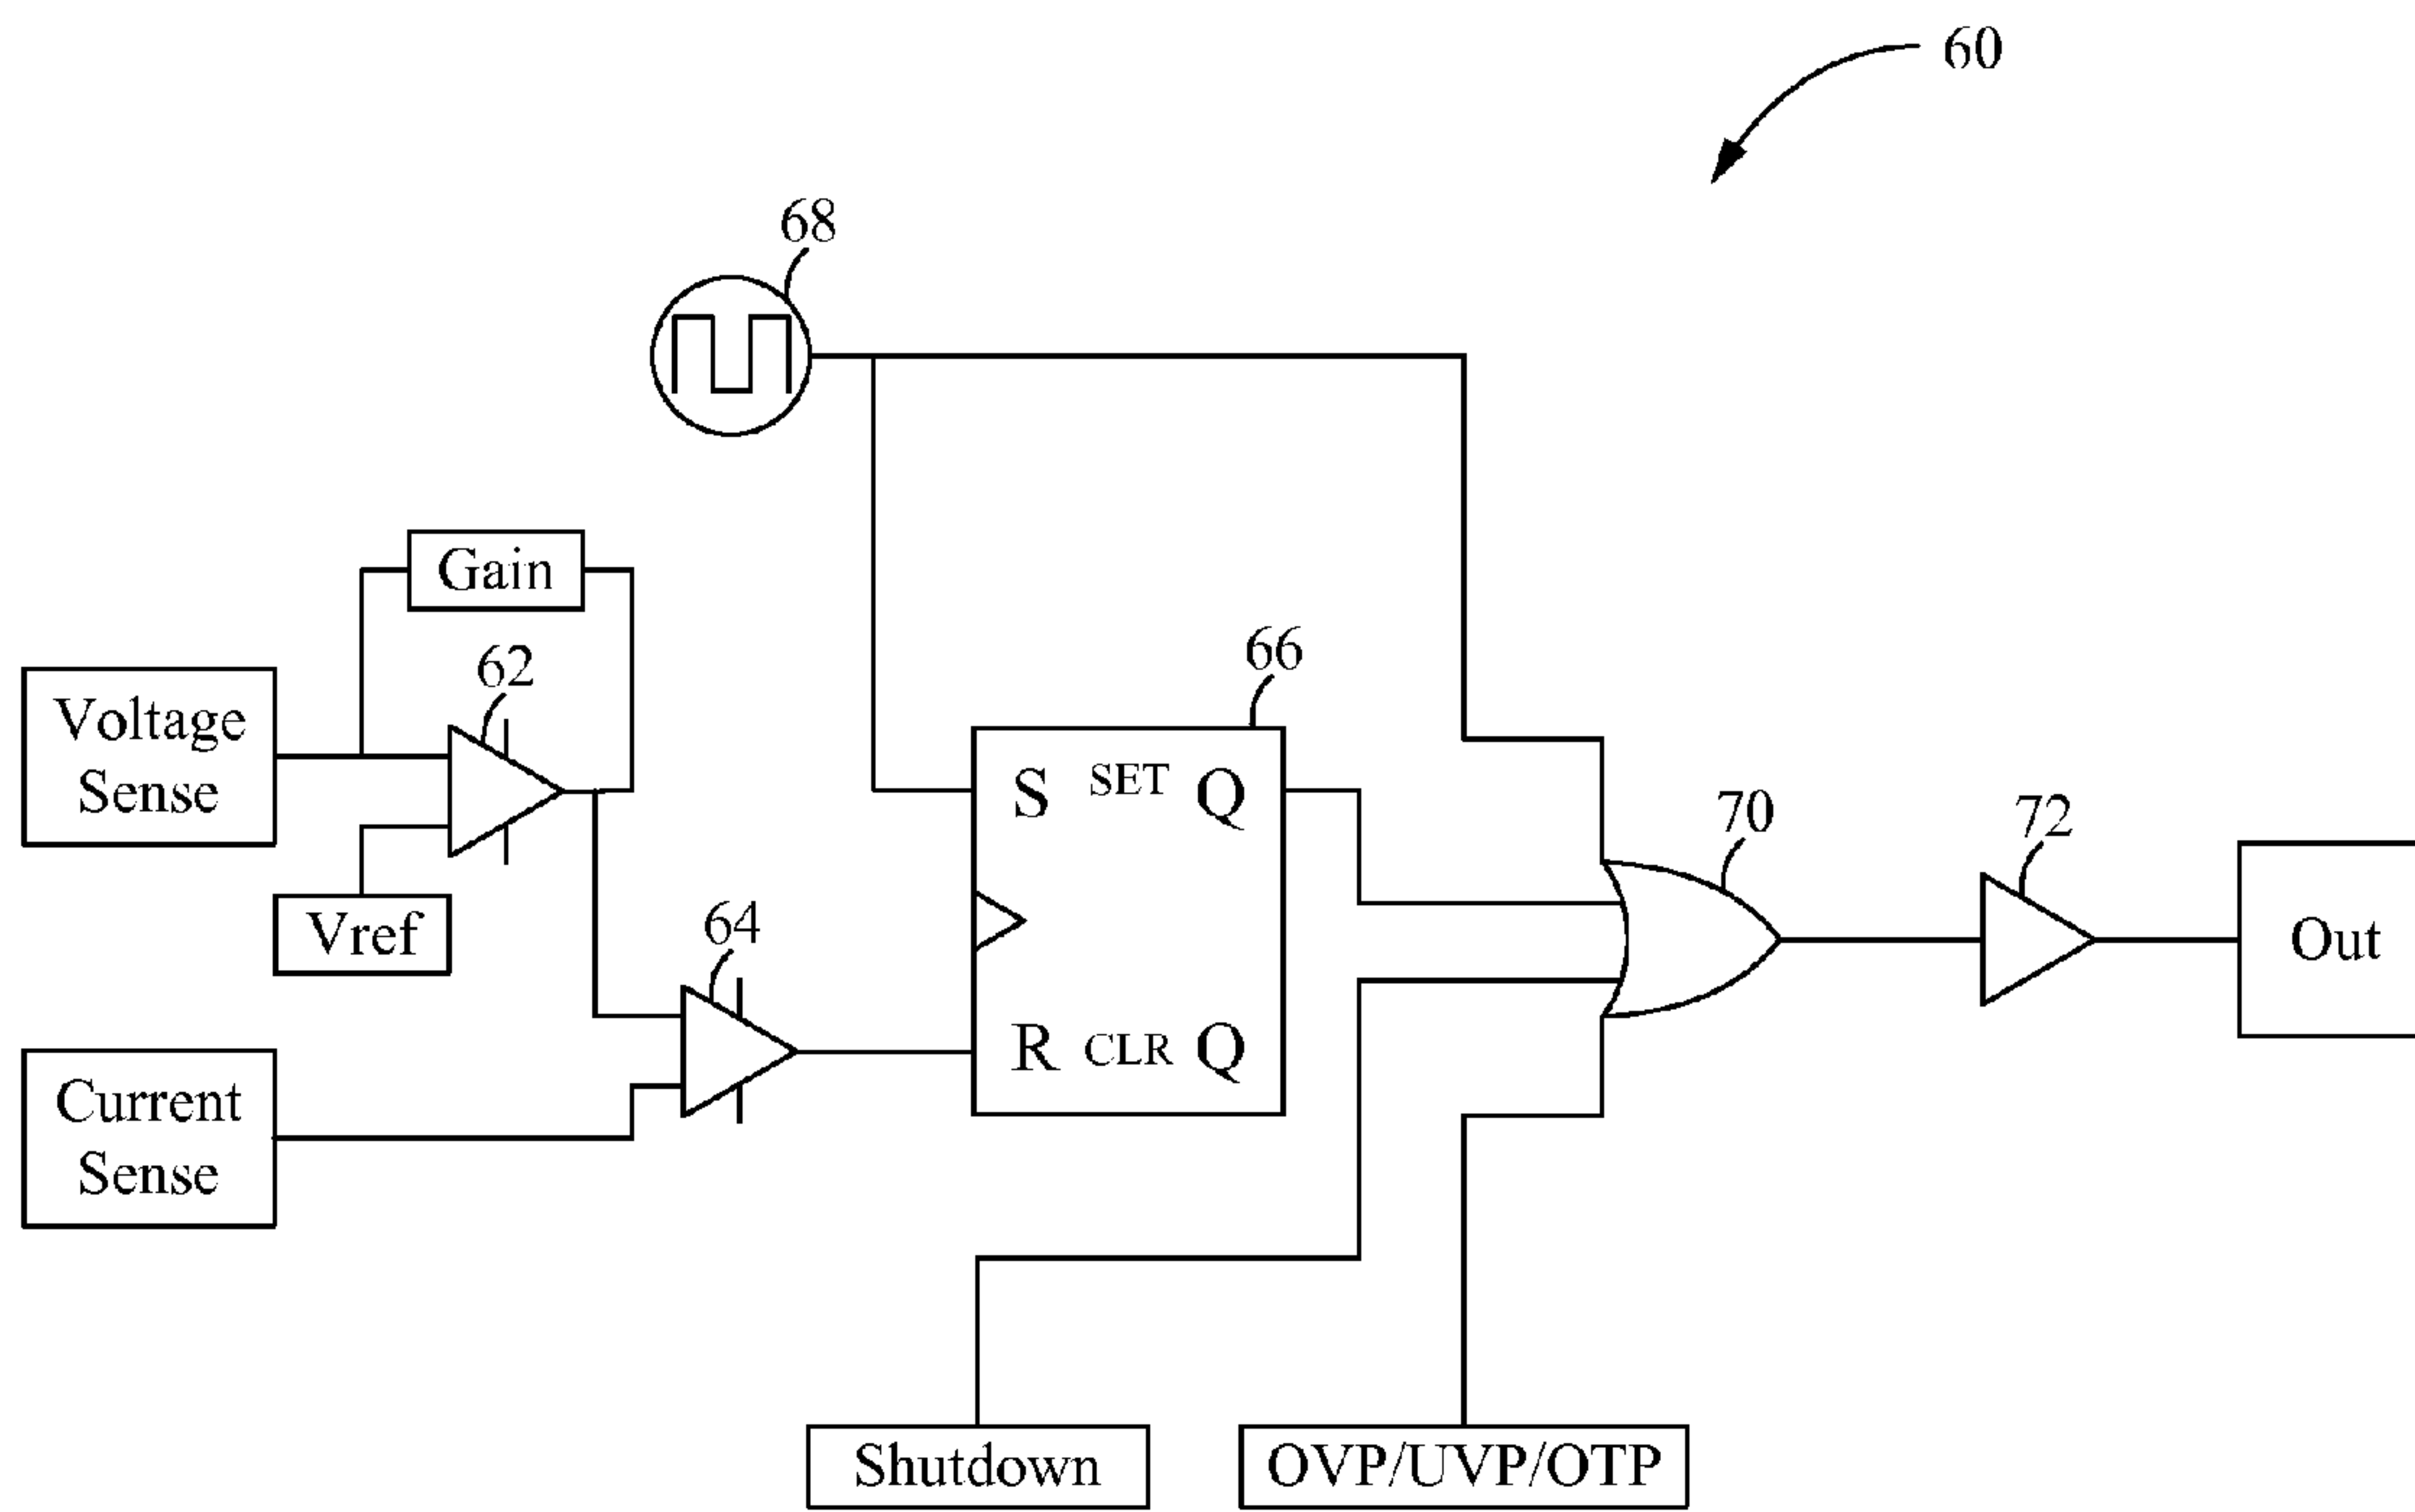 60
68
Gain
62
66
Voltage
Sense
S SET Q
70
72
Vref
64
Out
R CLR Q
Current
Sense
Shutdown
OVP/UVP/OTP